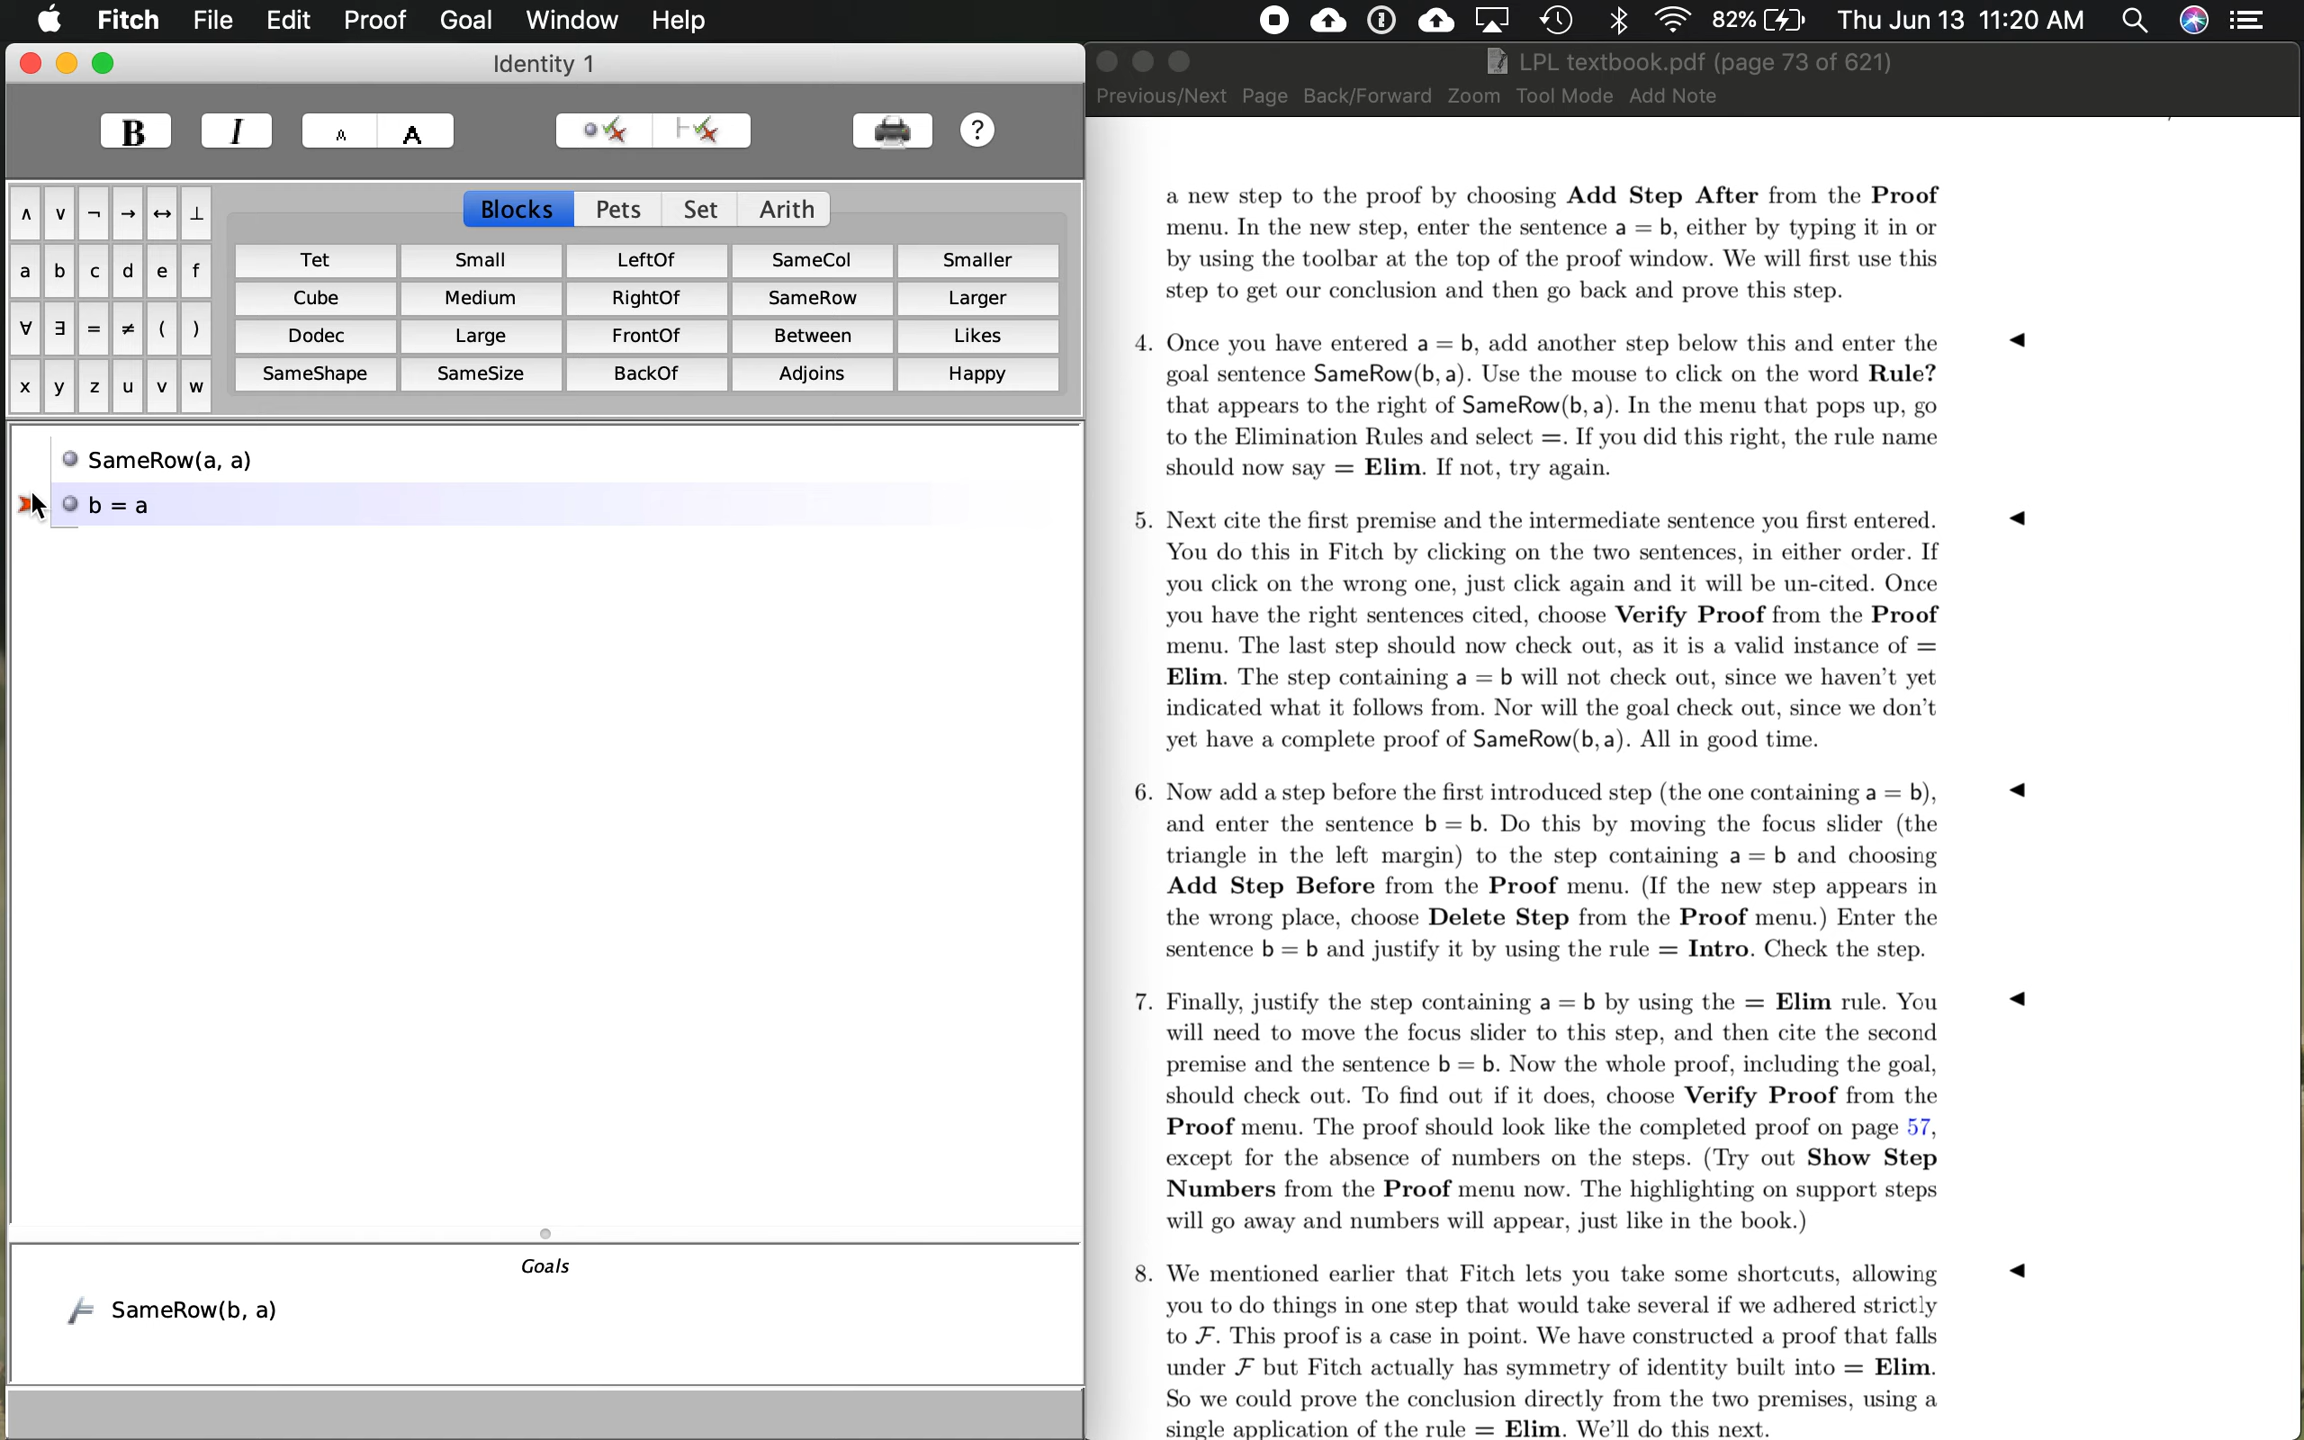 Fitch File Edit Proof Goal Window Help 82% Thu Jun 13 11:20 AM
Identity 1
LPL textbook.pdf (page 73 of 621)
Previous/Next Page Back/Forward Zoom Tool Mode Add Note
B I A A ?
Blocks Pets Set Arith
∧ ∨ ¬ → ↔ ⊥
a b c d e f
∀ ∃ = ≠ ( )
x y z u v w
Tet Small LeftOf SameCol Smaller
Cube Medium RightOf SameRow Larger
Dodec Large FrontOf Between Likes
SameShape SameSize BackOf Adjoins Happy
SameRow(a, a)
b = a
Goals
SameRow(b, a)
a new step to the proof by choosing Add Step After from the Proof
menu. In the new step, enter the sentence a = b, either by typing it in or
by using the toolbar at the top of the proof window. We will first use this
step to get our conclusion and then go back and prove this step.
4. Once you have entered a = b, add another step below this and enter the
goal sentence SameRow(b, a). Use the mouse to click on the word Rule?
that appears to the right of SameRow(b, a). In the menu that pops up, go
to the Elimination Rules and select =. If you did this right, the rule name
should now say = Elim. If not, try again.
5. Next cite the first premise and the intermediate sentence you first entered.
You do this in Fitch by clicking on the two sentences, in either order. If
you click on the wrong one, just click again and it will be un-cited. Once
you have the right sentences cited, choose Verify Proof from the Proof
menu. The last step should now check out, as it is a valid instance of =
Elim. The step containing a = b will not check out, since we haven't yet
indicated what it follows from. Nor will the goal check out, since we don't
yet have a complete proof of SameRow(b, a). All in good time.
6. Now add a step before the first introduced step (the one containing a = b),
and enter the sentence b = b. Do this by moving the focus slider (the
triangle in the left margin) to the step containing a = b and choosing
Add Step Before from the Proof menu. (If the new step appears in
the wrong place, choose Delete Step from the Proof menu.) Enter the
sentence b = b and justify it by using the rule = Intro. Check the step.
7. Finally, justify the step containing a = b by using the = Elim rule. You
will need to move the focus slider to this step, and then cite the second
premise and the sentence b = b. Now the whole proof, including the goal,
should check out. To find out if it does, choose Verify Proof from the
Proof menu. The proof should look like the completed proof on page 57,
except for the absence of numbers on the steps. (Try out Show Step
Numbers from the Proof menu now. The highlighting on support steps
will go away and numbers will appear, just like in the book.)
8. We mentioned earlier that Fitch lets you take some shortcuts, allowing
you to do things in one step that would take several if we adhered strictly
to F. This proof is a case in point. We have constructed a proof that falls
under F but Fitch actually has symmetry of identity built into = Elim.
So we could prove the conclusion directly from the two premises, using a
single application of the rule = Elim. We'll do this next.